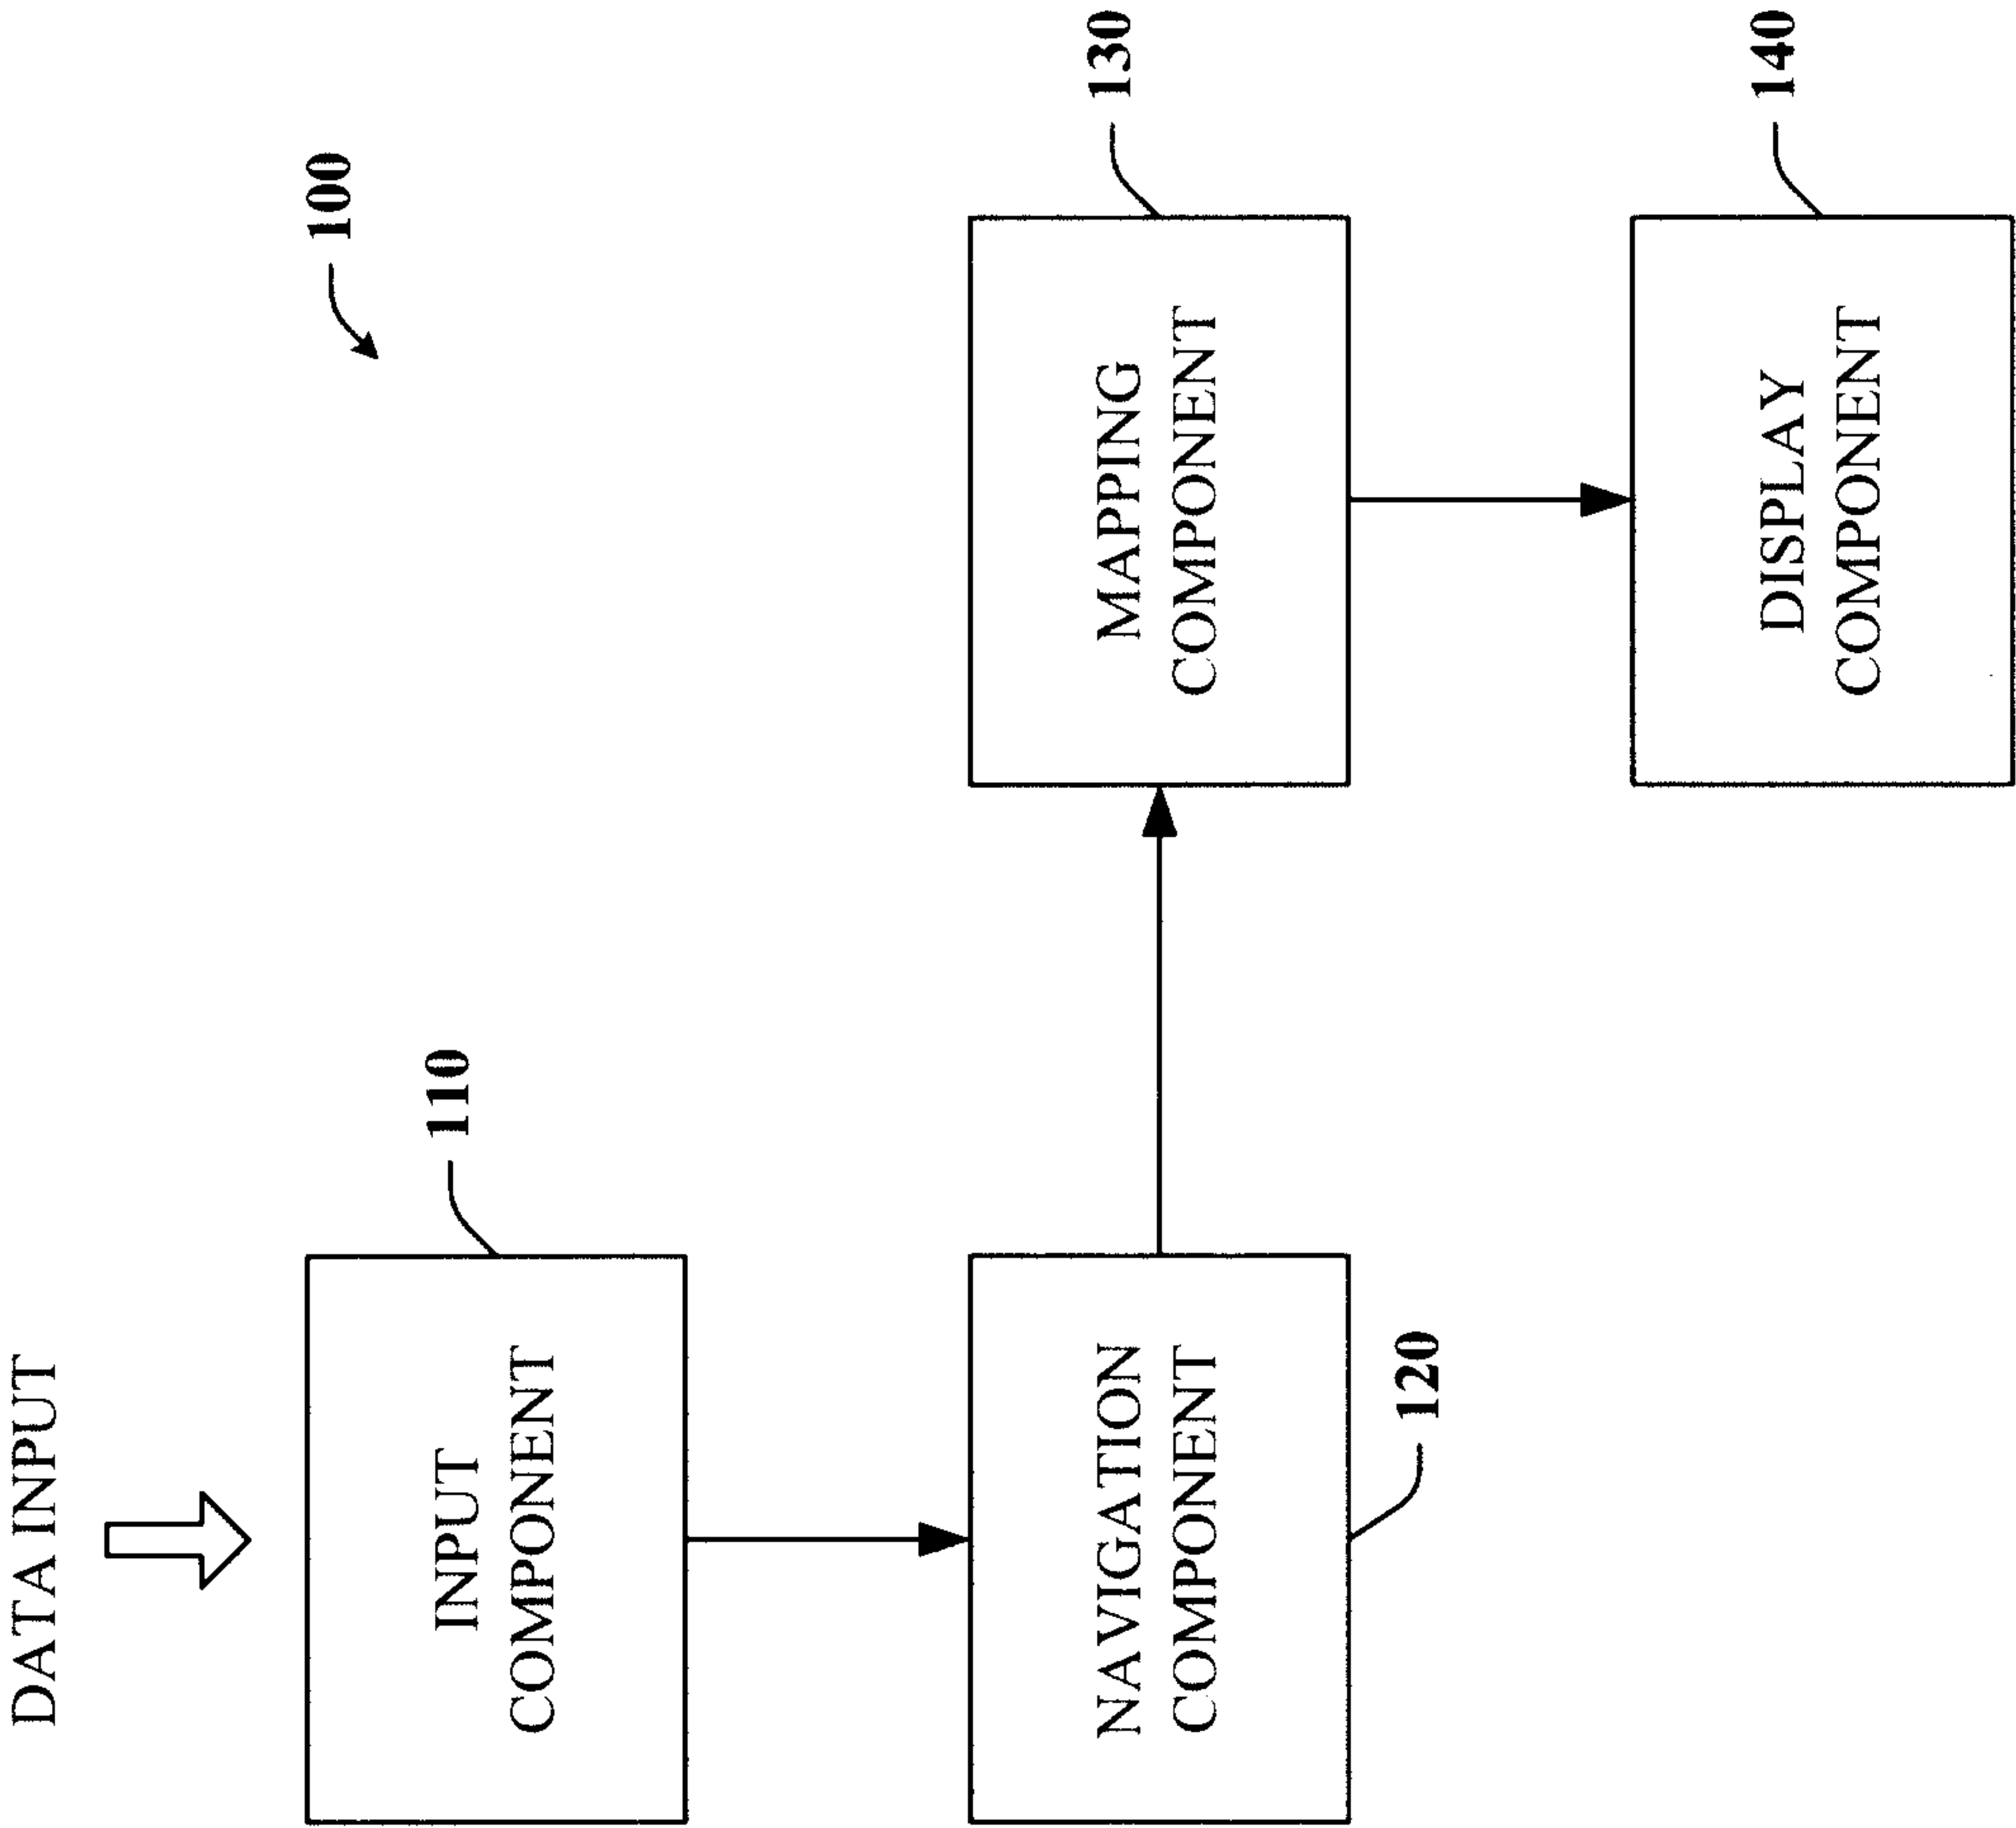 DATA INPUT
100
110
INPUT
COMPONENT
NAVIGATION
COMPONENT
120
130
MAPPING
COMPONENT
140
DISPLAY
COMPONENT